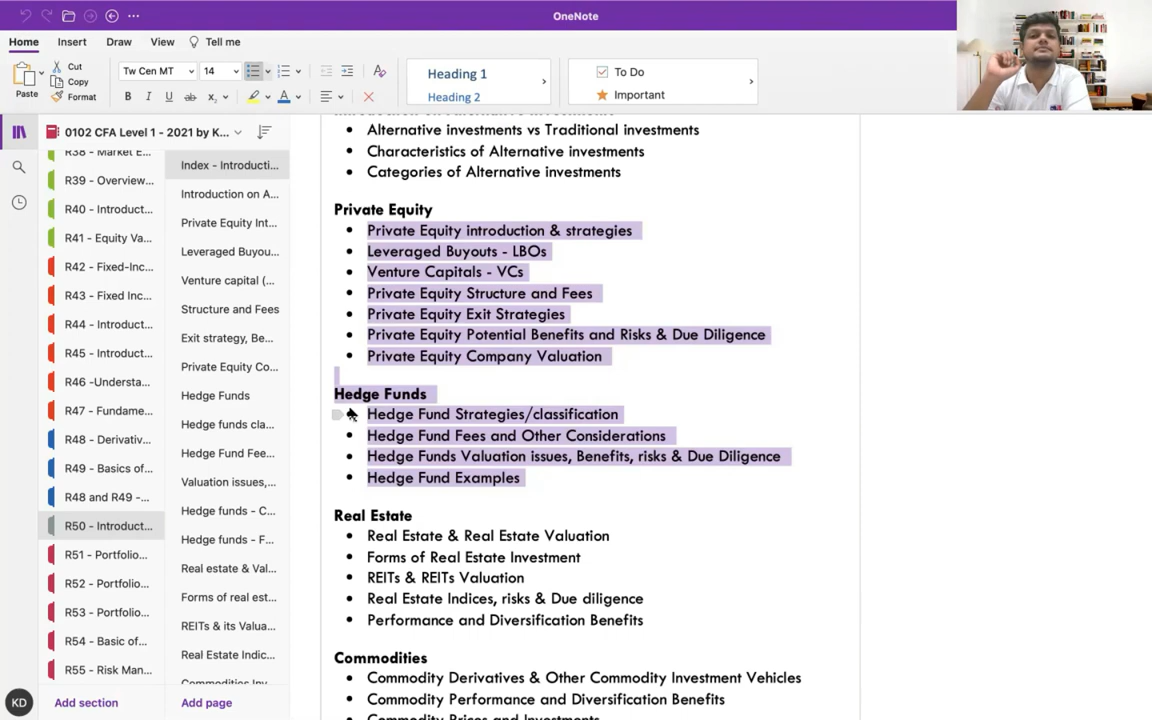 OneNote
Home Insert Draw View Tell me
Cut
Copy
Paste Format
Tw Cen MT 14
B I U ab x₂ A
Heading 1
Heading 2
To Do
Important
0102 CFA Level 1 - 2021 by K...
R38 - Market E...
R39 - Overview...
R40 - Introduct...
R41 - Equity Va...
R42 - Fixed-Inc...
R43 - Fixed Inc...
R44 - Introduct...
R45 - Introduct...
R46 -Understa...
R47 - Fundame...
R48 - Derivativ...
R49 - Basics of...
R48 and R49 -...
R50 - Introduct...
R51 - Portfolio...
R52 - Portfolio...
R53 - Portfolio...
R54 - Basic of...
R55 - Risk Man...
KD
Add section
Index - Introducti...
Introduction on A...
Private Equity Int...
Leveraged Buyou...
Venture capital (...
Structure and Fees
Exit strategy, Be...
Private Equity Co...
Hedge Funds
Hedge funds cla...
Hedge Fund Fee...
Valuation issues,...
Hedge funds - C...
Hedge funds - F...
Real estate & Val...
Forms of real est...
REITs & its Valua...
Real Estate Indic...
Commodities Inv...
Add page
• Alternative investments vs Traditional investments
• Characteristics of Alternative investments
• Categories of Alternative investments
Private Equity
• Private Equity introduction & strategies
• Leveraged Buyouts - LBOs
• Venture Capitals - VCs
• Private Equity Structure and Fees
• Private Equity Exit Strategies
• Private Equity Potential Benefits and Risks & Due Diligence
• Private Equity Company Valuation
Hedge Funds
Hedge Fund Strategies/classification
• Hedge Fund Fees and Other Considerations
• Hedge Funds Valuation issues, Benefits, risks & Due Diligence
• Hedge Fund Examples
Real Estate
• Real Estate & Real Estate Valuation
• Forms of Real Estate Investment
• REITs & REITs Valuation
• Real Estate Indices, risks & Due diligence
• Performance and Diversification Benefits
Commodities
• Commodity Derivatives & Other Commodity Investment Vehicles
• Commodity Performance and Diversification Benefits
• Commodity Prices and Investments